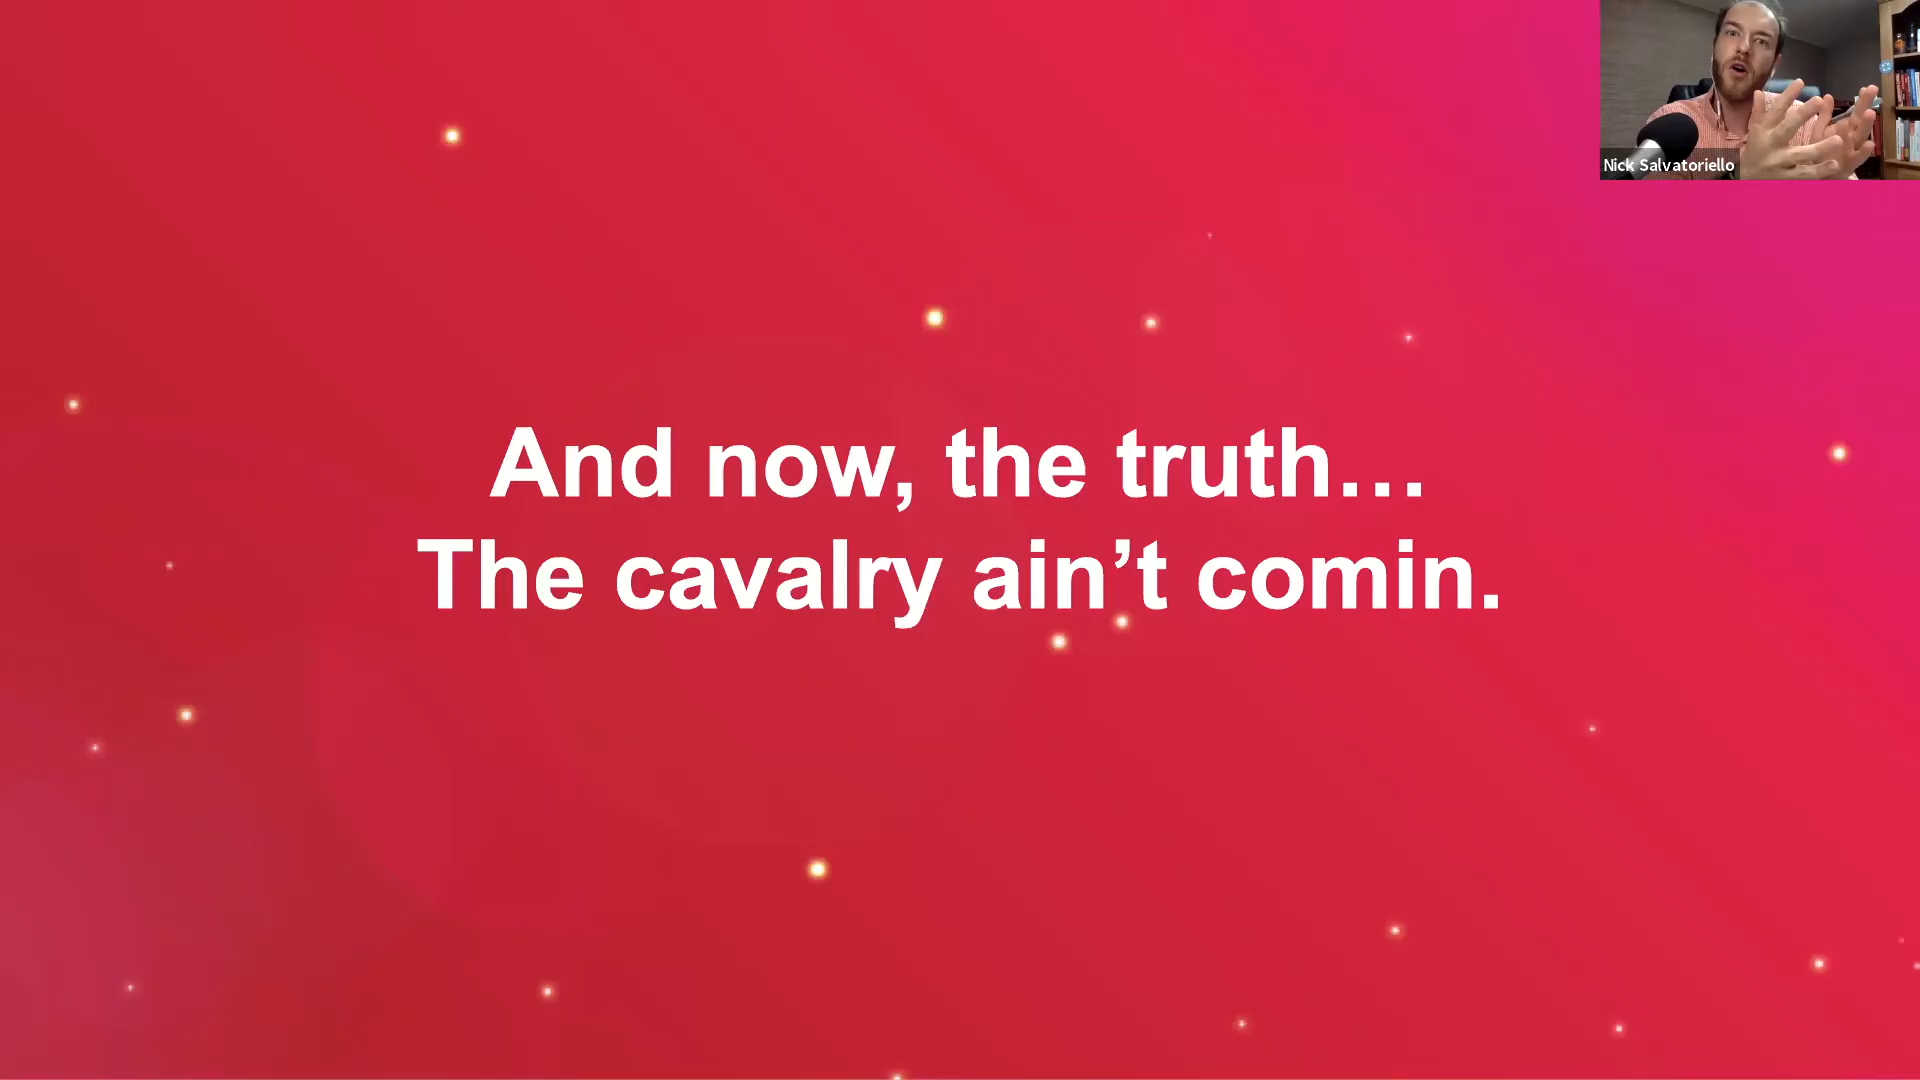 Nick Salvatoriello
And now, the truth…
The cavalry ain’t comin.